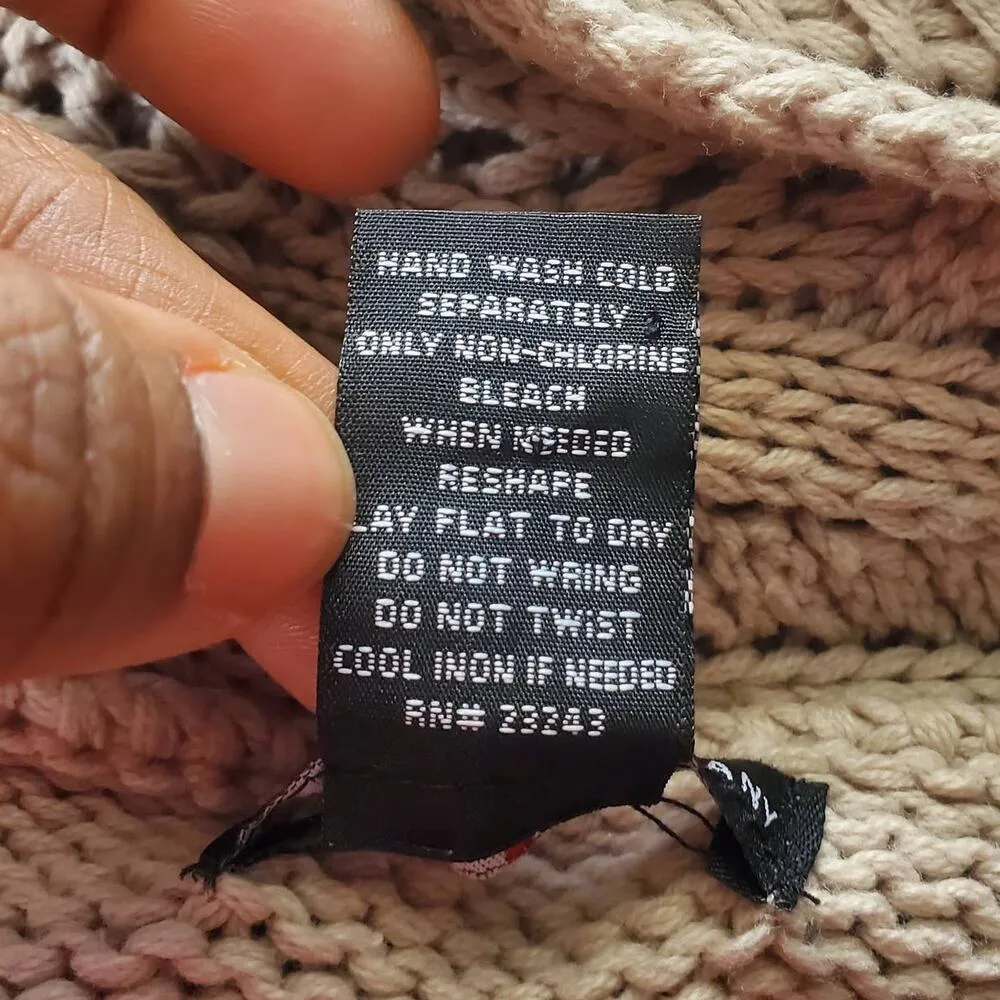 HAND WASH COLD
SEPARATELY
ONLY NON-CHLORINE
BLEACH
WHEN NEEDED
RESHAPE
LAY FLAT TO DRY
DO NOT WRING
DO NOT TWIST
COOL INON IF NEEDED
RN# 23243